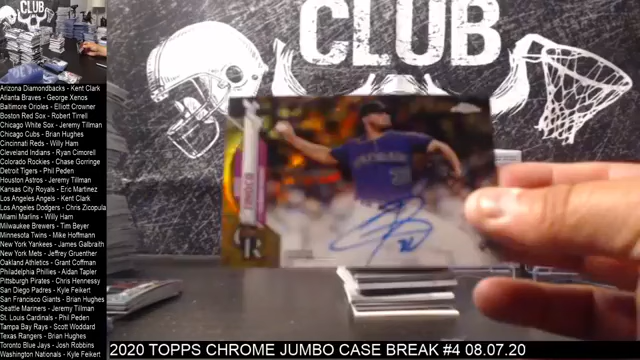 CLUB
CLUB
Arizona Diamondbacks - Kent Clark
Atlanta Braves - George Xenos
Baltimore Orioles - Elliott Crowner
Boston Red Sox - Robert Tirrell
Chicago White Sox - Jeremy Tillman
Chicago Cubs - Brian Hughes
Cincinnati Reds - Willy Ham
Cleveland Indians - Ryan Cimorell
Colorado Rockies - Chase Gorringe
Detroit Tigers - Phil Peden
Houston Astros - Jeremy Tillman
Kansas City Royals - Eric Martinez
Los Angeles Angels - Kent Clark
Los Angeles Dodgers - Chris Zicopula
Miami Marlins - Willy Ham
Milwaukee Brewers - Tim Beyer
Minnesota Twins - Mike Hoffmann
New York Yankees - James Galbraith
New York Mets - Jeffrey Gruenther
Oakland Athletics - Grant Coffman
Philadelphia Phillies - Aidan Tapler
Pittsburg Pirates - Chris Hennessy
San Diego Padres - Kyle Feikert
San Francisco Giants - Brian Hughes
Seattle Mariners - Jeremy Tillman
St. Louis Cardinals - Phil Peden
Tampa Bay Rays - Scott Woddard
Texas Rangers - Brian Hughes
Toronto Blue Jays - Josh Robbins
Washington Nationals - Kyle Feikert
2020 TOPPS CHROME JUMBO CASE BREAK #4 08.07.20